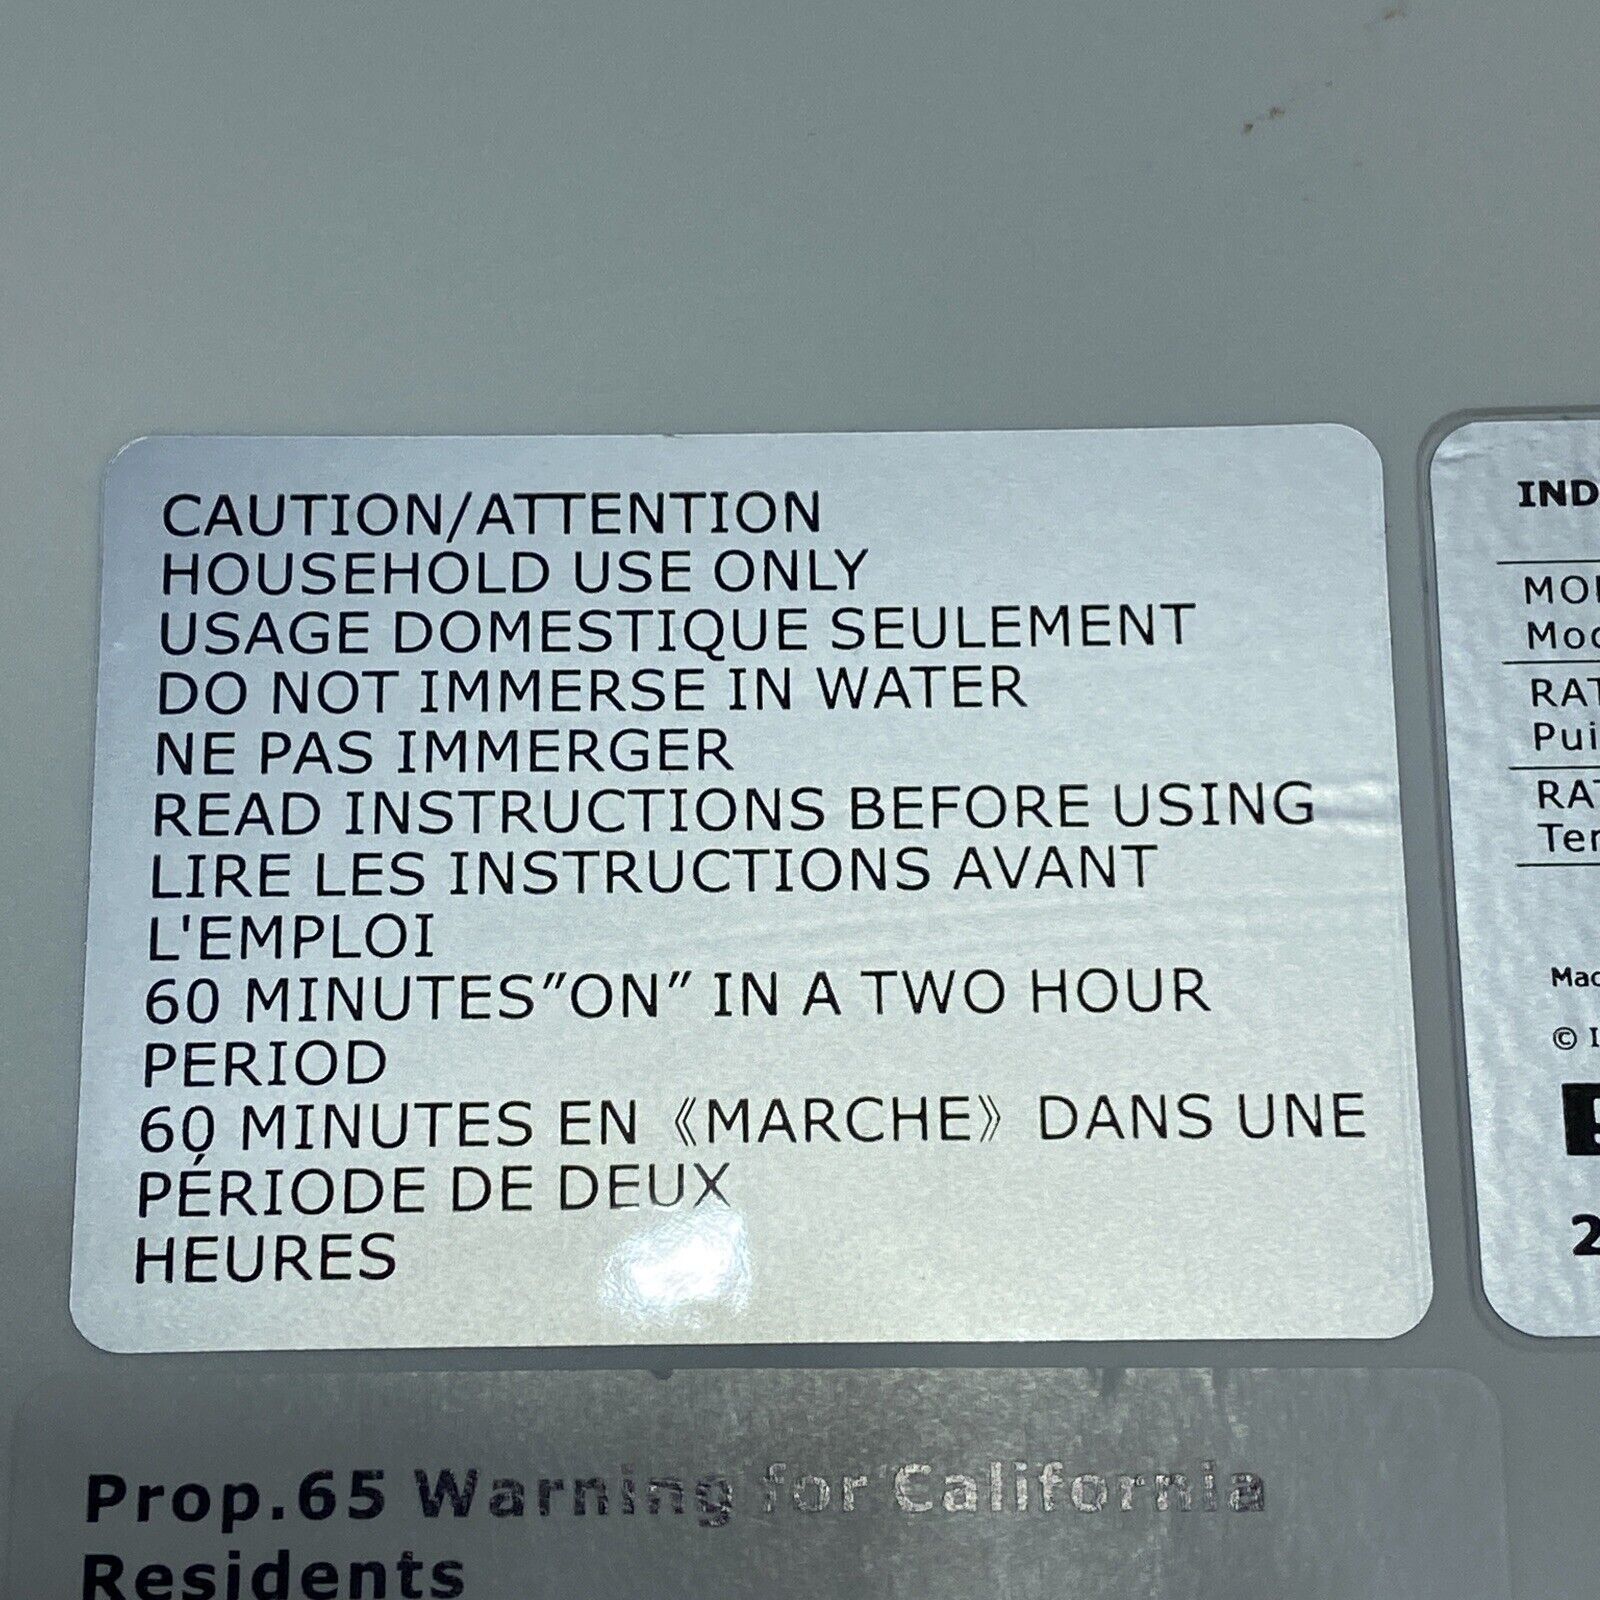 CAUTION/ATTENTION
HOUSEHOLD USE ONLY
USAGE DOMESTIQUE SEULEMENT
DO NOT IMMERSE IN WATER
NE PAS IMMERGER
READ INSTRUCTIONS BEFORE USING
LIRE LES INSTRUCTIONS AVANT
L'EMPLOI
60 MINUTES"ON" IN A TWO HOUR
PERIOD
60 MINUTES EN 《MARCHE》 DANS UNE
PÉRIODE DE DEUX
HEURES
Prop.65 Warning for California
Residents
©